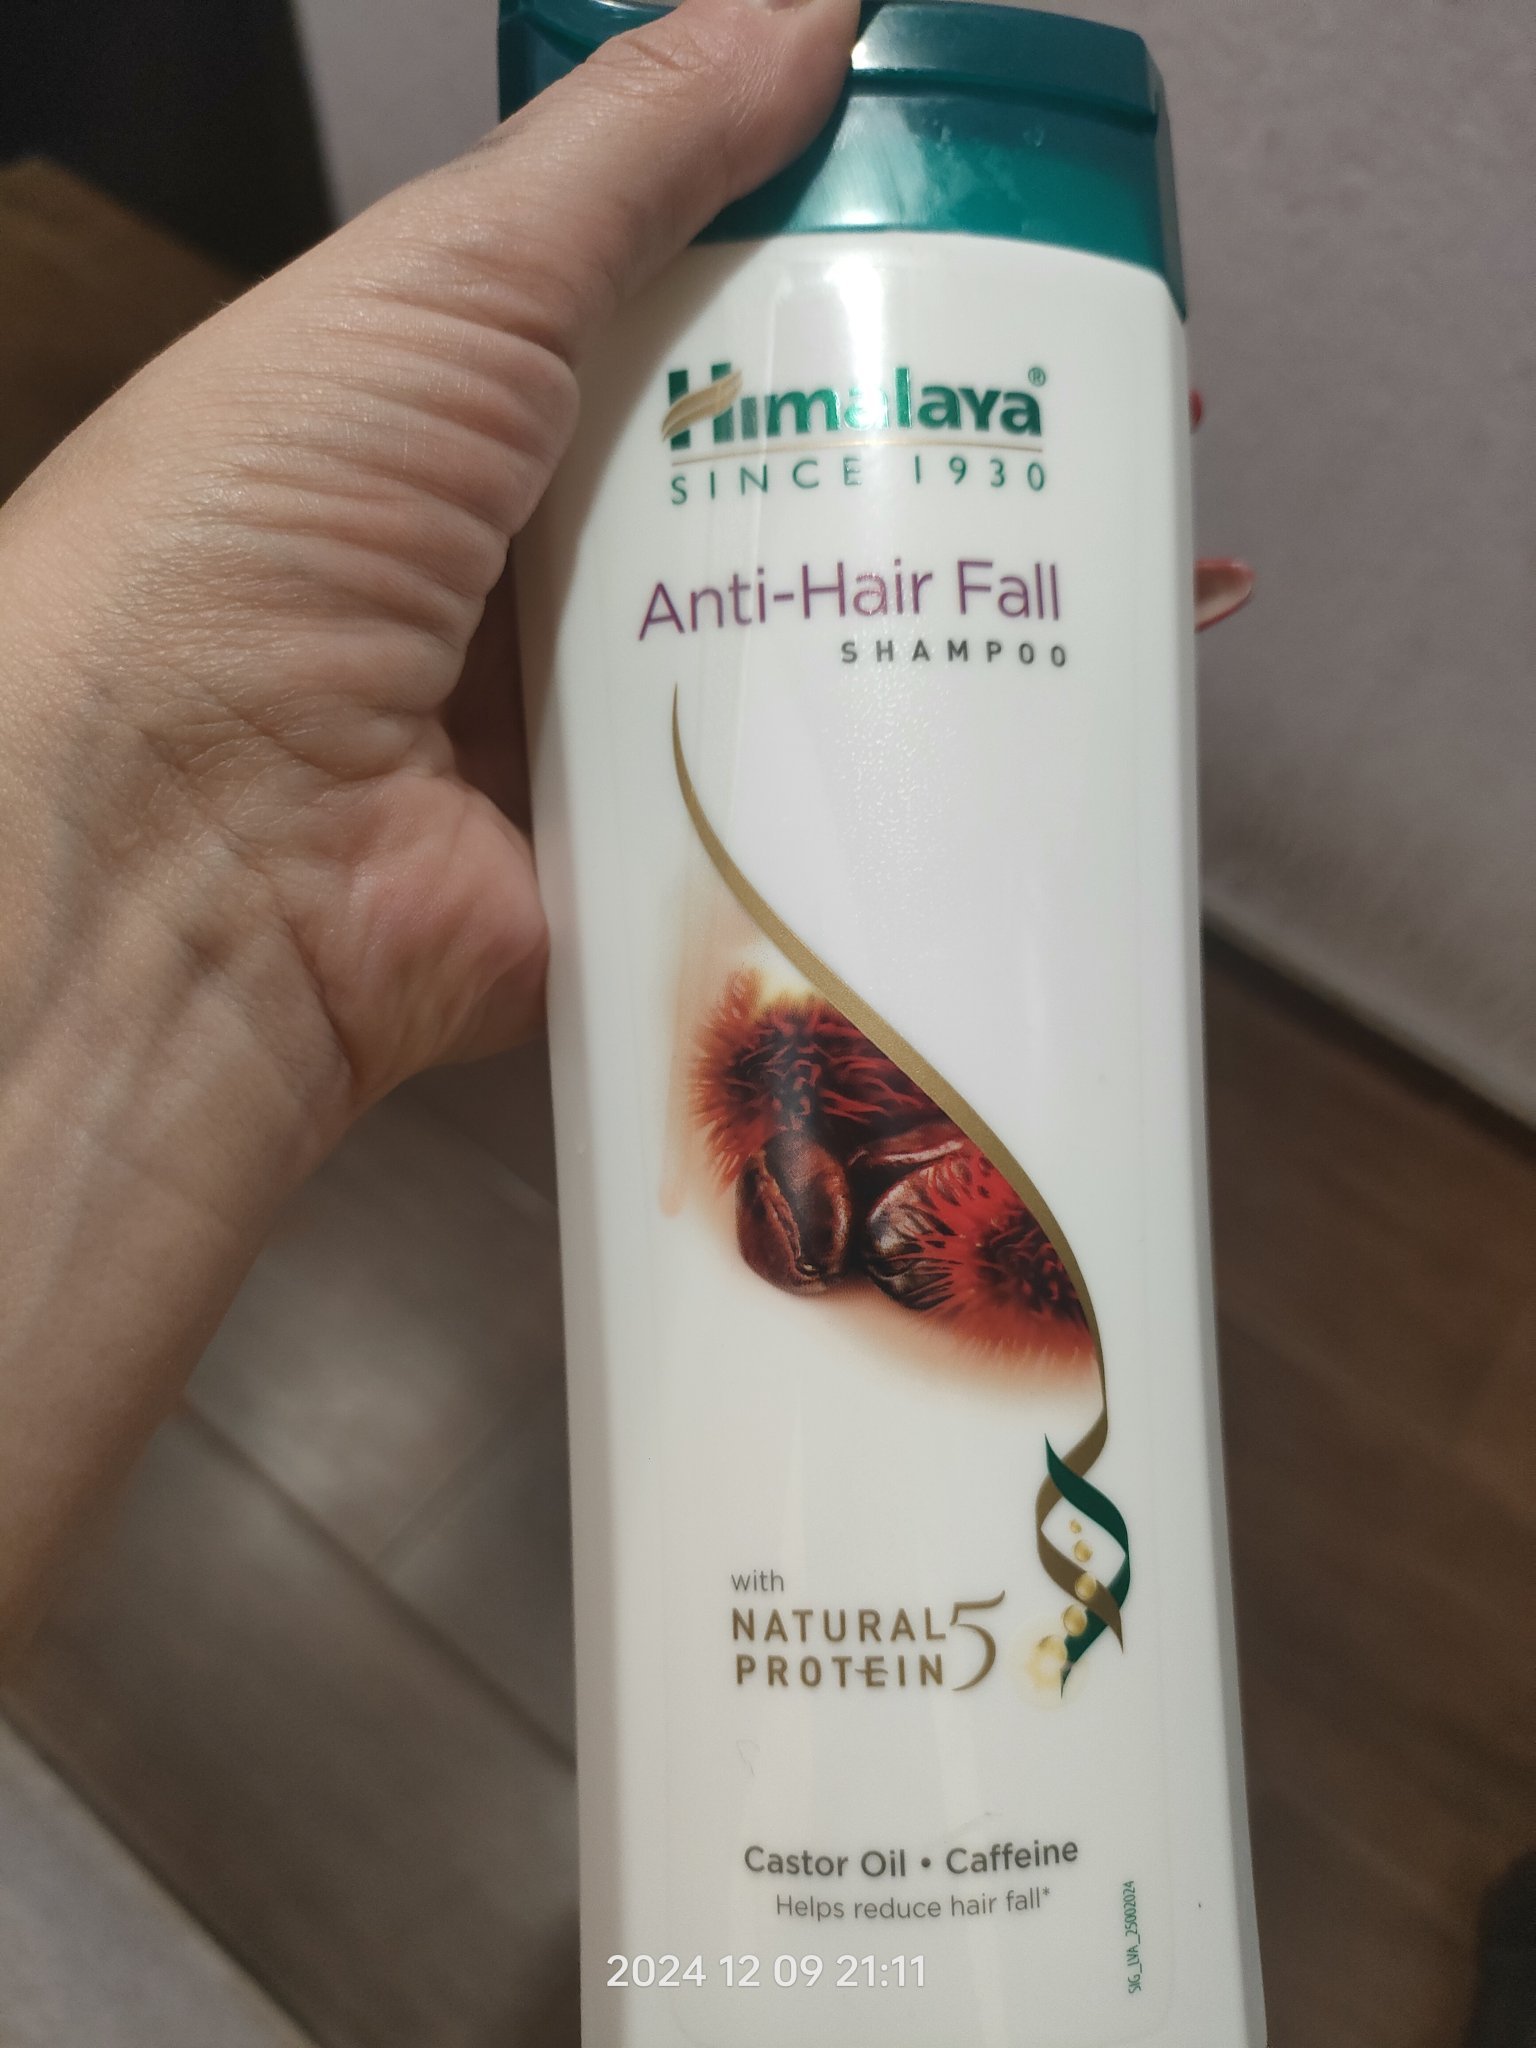 Himalaya®
SINCE 1930
Anti-Hair Fall
SHAMPOO
with
NATURAL 5
PROTEIN
Castor Oil • Caffeine
Helps reduce hair fall*
SIG_LVA_25002024
2024 12 09 21:11